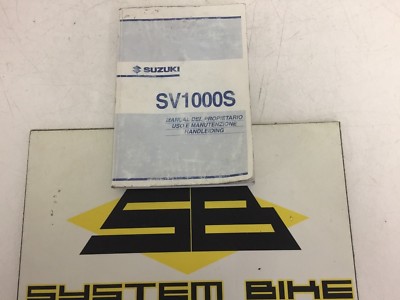 SUZUKI
SV1000S
MANUAL DEL PROPIETARIO
USO E MANUTENZIONE
HANDLEIDING
SB
SYSTEM BIKE